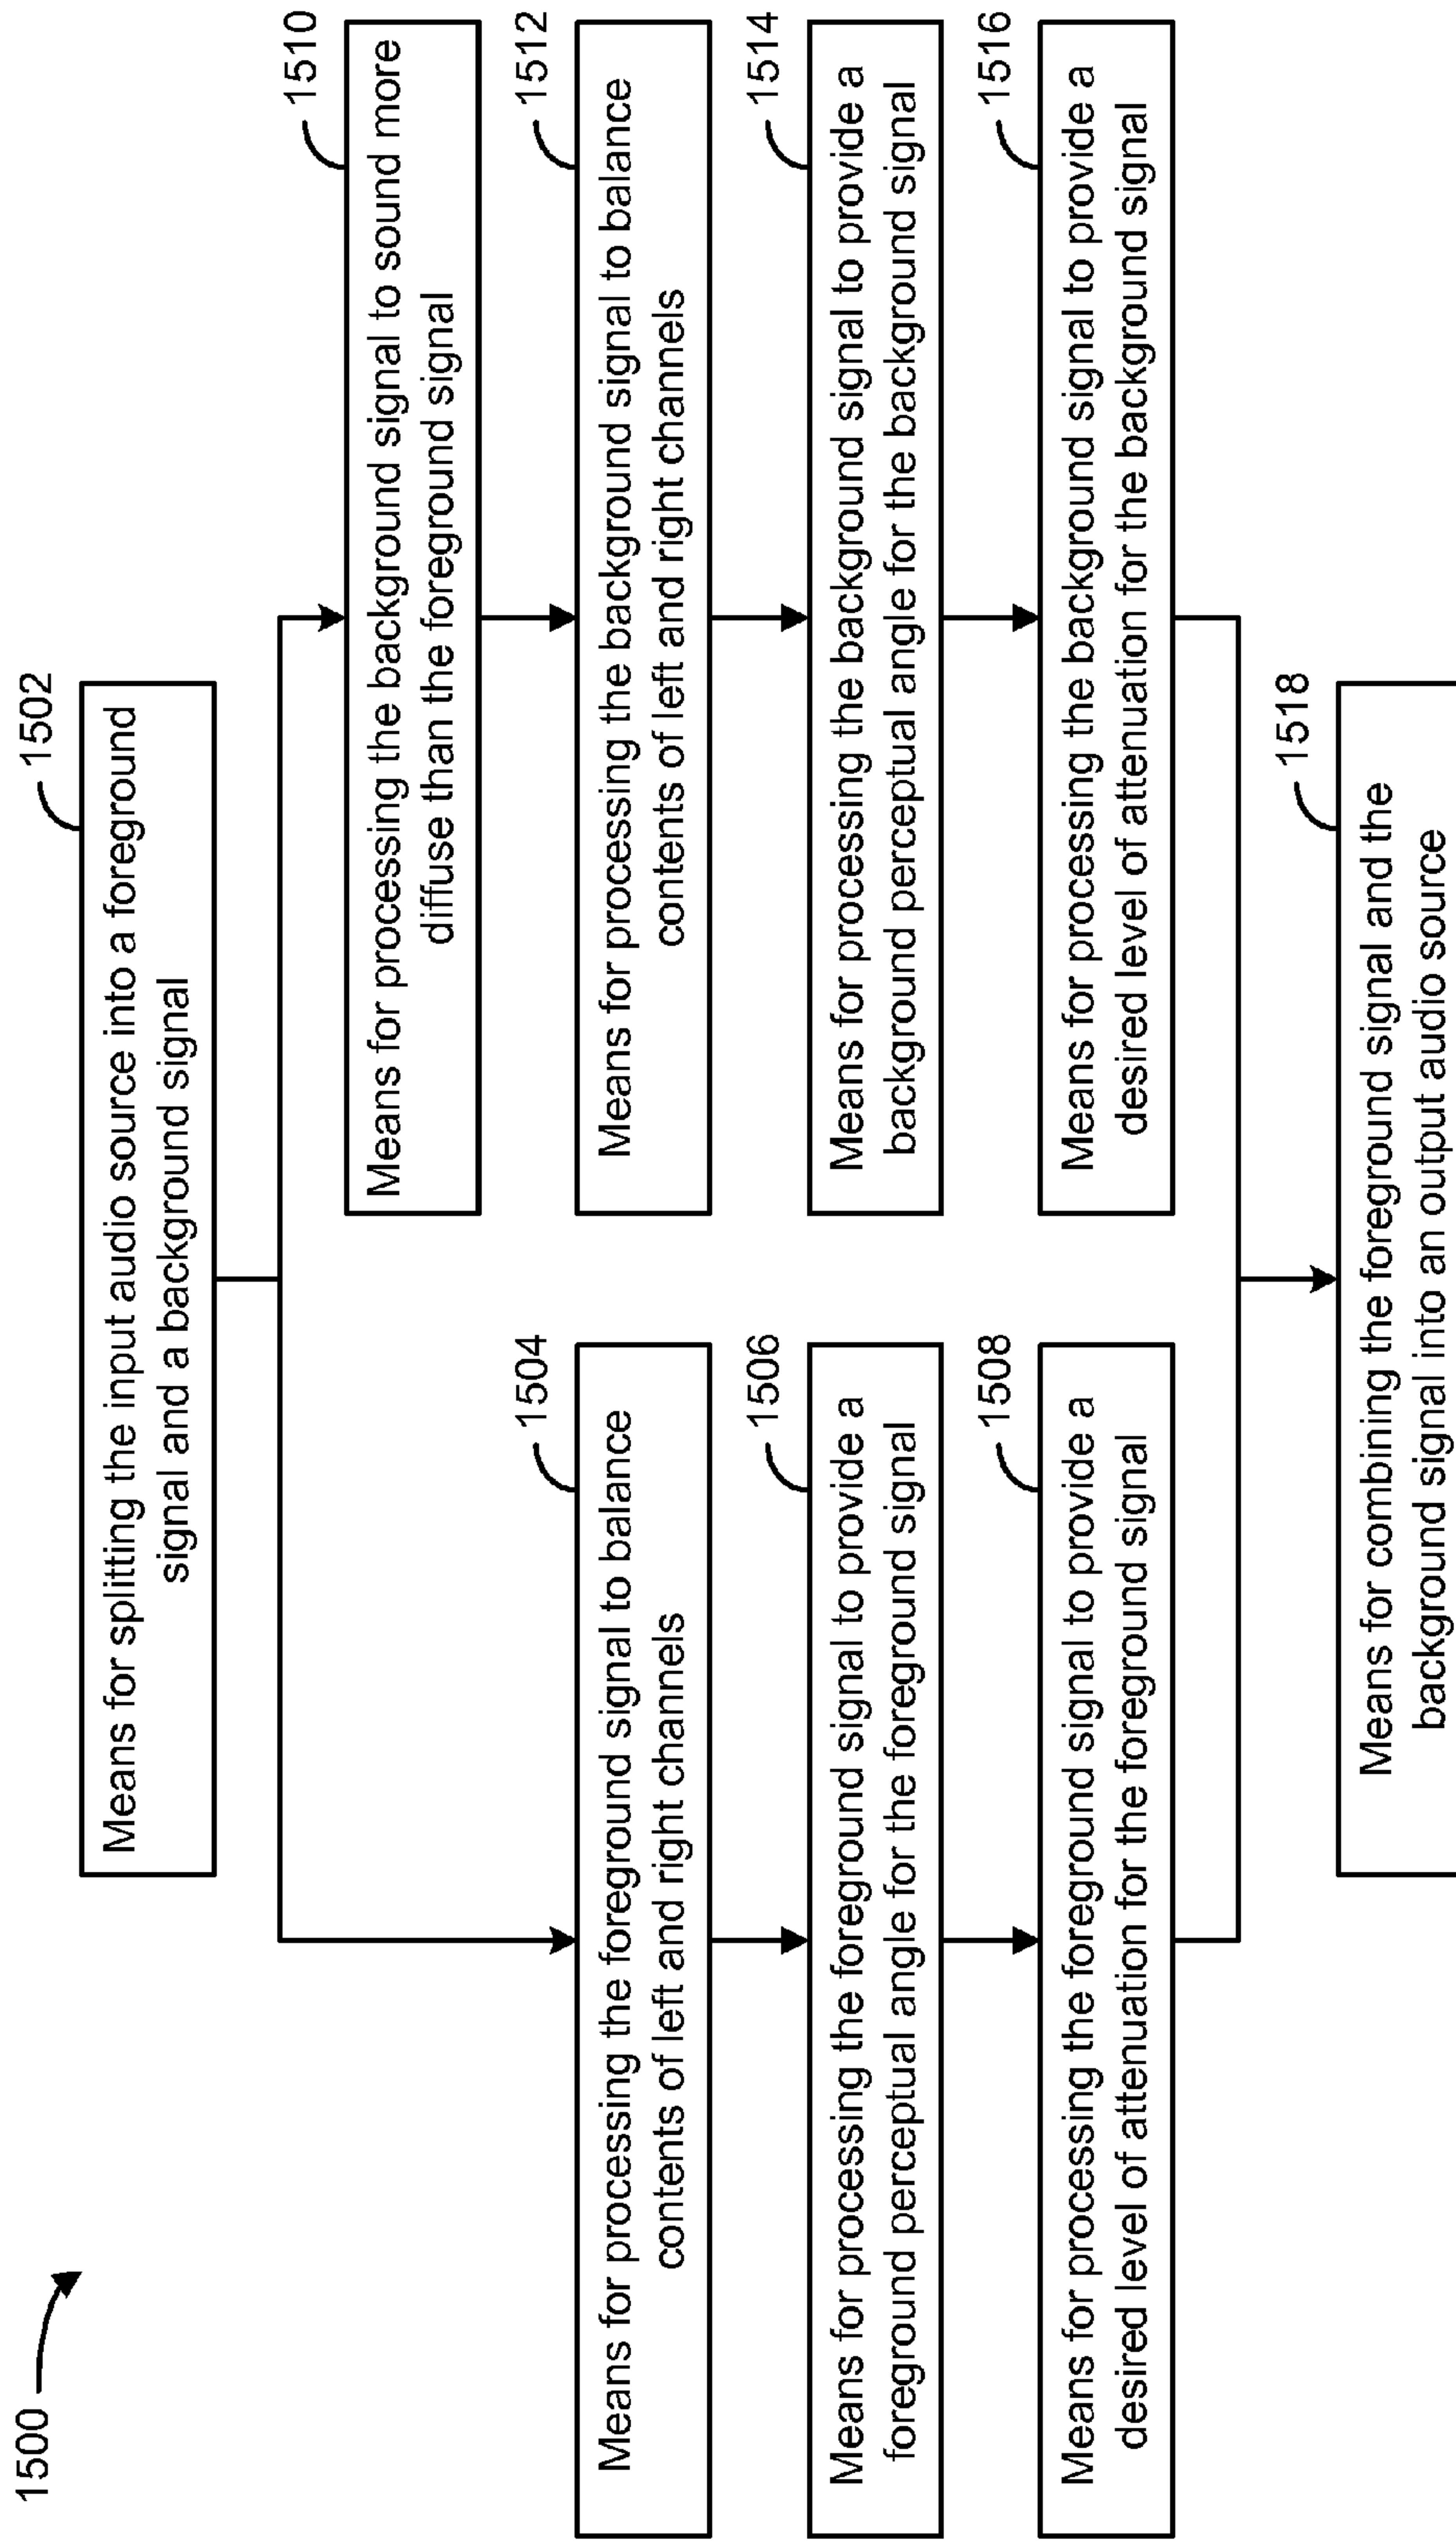 1500
1502
Means for splitting the input audio source into a foreground
signal and a background signal
1504
Means for processing the foreground signal to balance
contents of left and right channels
1506
Means for processing the foreground signal to provide a
foreground perceptual angle for the foreground signal
1508
Means for processing the foreground signal to provide a
desired level of attenuation for the foreground signal
1510
Means for processing the background signal to sound more
diffuse than the foreground signal
1512
Means for processing the background signal to balance
contents of left and right channels
1514
Means for processing the background signal to provide a
background perceptual angle for the background signal
1516
Means for processing the background signal to provide a
desired level of attenuation for the background signal
1518
Means for combining the foreground signal and the
background signal into an output audio source